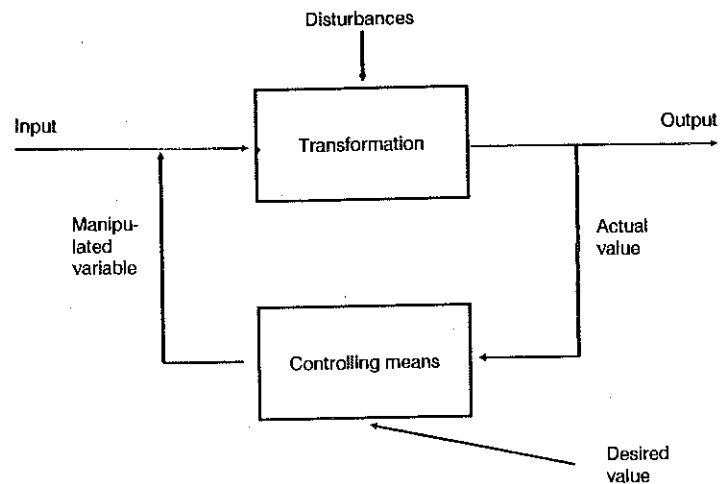 Disturbances
Input
Transformation
Output
Manipu-
lated
variable
Actual
value
Controlling means
Desired
value